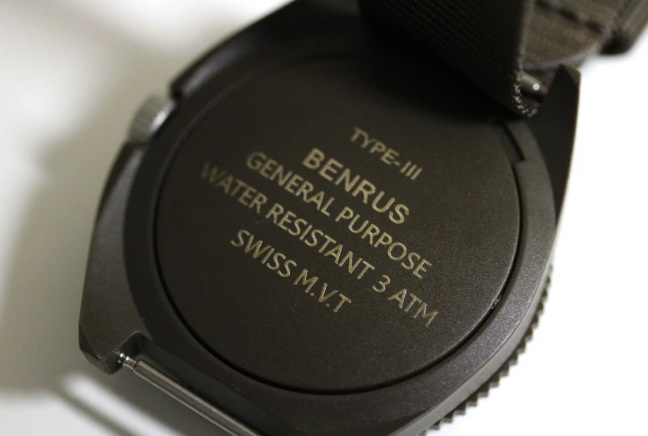 TYPE-III
BENRUS
GENERAL PURPOSE
WATER RESISTANT 3 ATM
SWISS M.V.T